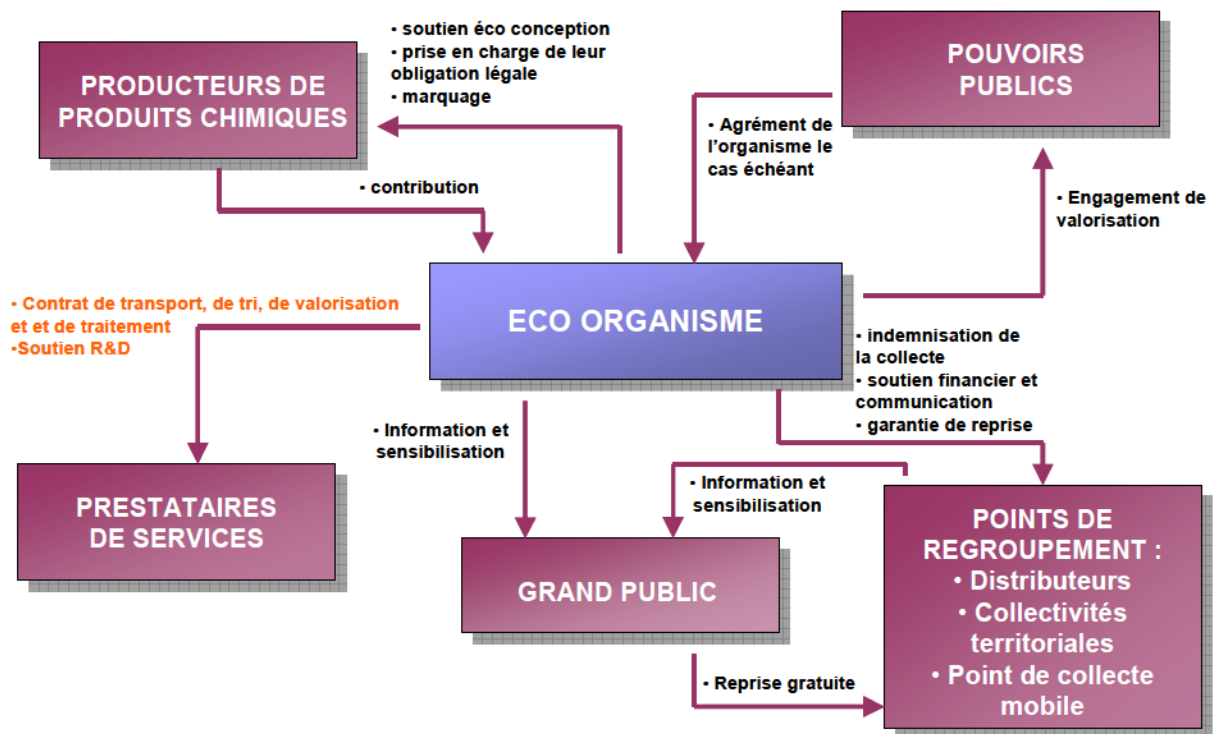 • soutien éco conception
• prise en charge de leur
obligation légale
• marquage
PRODUCTEURS DE
PRODUITS CHIMIQUES
POUVOIRS
PUBLICS
• Agrément de
l'organisme le
cas échéant
• contribution
• Engagement de
valorisation
• Contrat de transport, de tri, de valorisation
et et de traitement
•Soutien R&D
ECO ORGANISME
• indemnisation de
la collecte
• soutien financier et
communication
• garantie de reprise
• Information et
sensibilisation
• Information et
sensibilisation
PRESTATAIRES
DE SERVICES
GRAND PUBLIC
POINTS DE
REGROUPEMENT :
• Distributeurs
• Collectivités
territoriales
• Point de collecte
mobile
• Reprise gratuite